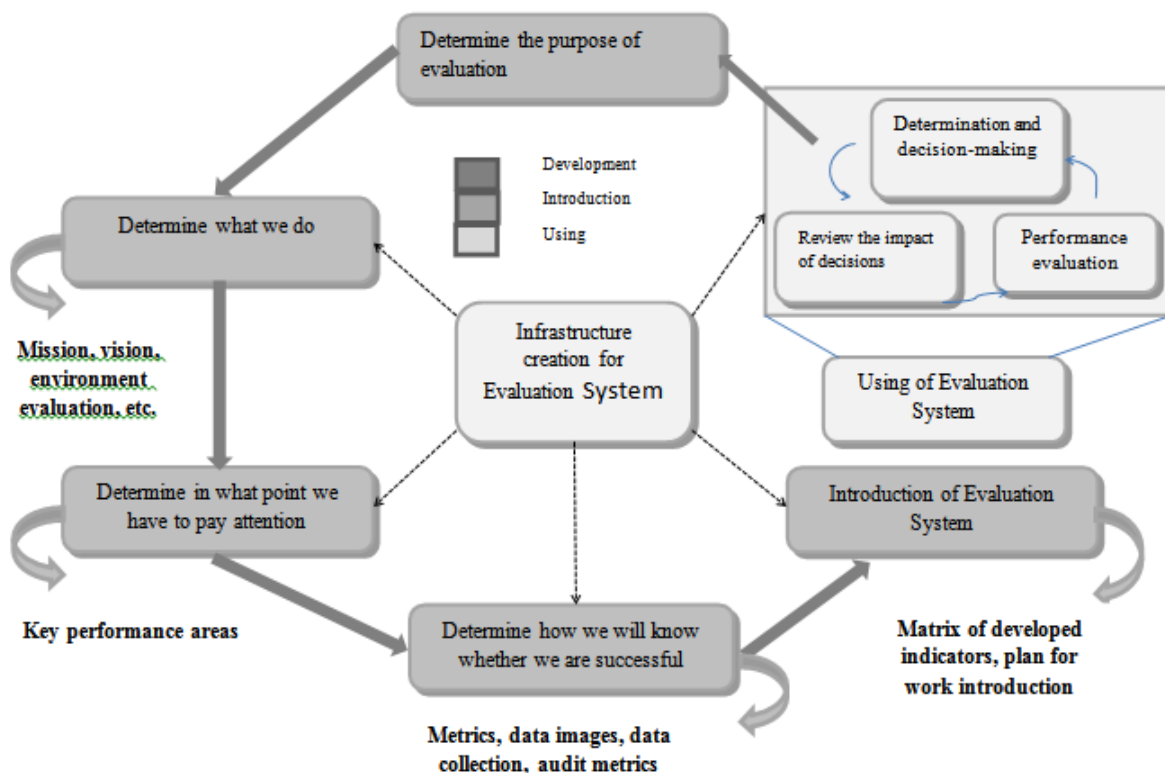 Determine the purpose of
evaluation
Determination and
decision-making
Review the impact
of decisions
Performance
evaluation
Development
Introduction
Using
Determine what we do
Mission, vision,
environment
evaluation, etc.
Infrastructure
creation for
Evaluation System
Using of Evaluation
System
Determine in what point we
have to pay attention
Introduction of Evaluation
System
Key performance areas
Determine how we will know
whether we are successful
Matrix of developed
indicators, plan for
work introduction
Metrics, data images, data
collection, audit metrics